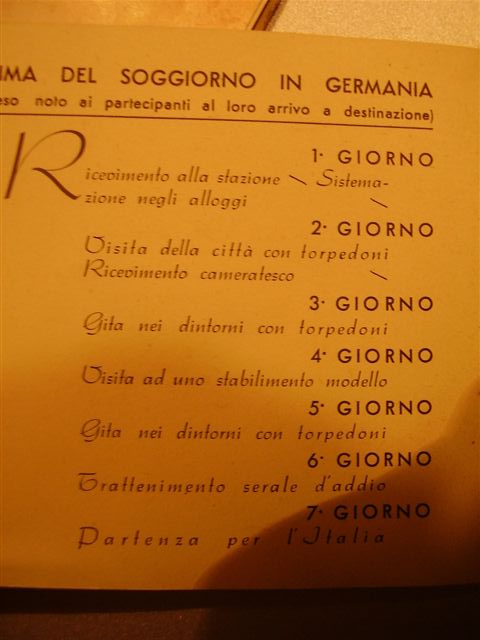 IMA DEL SOGGIORNO IN GERMANIA
eso noto ai partecipanti al loro arrivo a destinazione)
1· GIORNO
Ricevimento alla stazione \ Sistema-
zione negli alloggi \
2· GIORNO
Visita della città con torpedoni
Ricevimento cameratesco \
3· GIORNO
Gita nei dintorni con torpedoni
4· GIORNO
Visita ad uno stabilimento modello
5· GIORNO
Gita nei dintorni con torpedoni
6· GIORNO
Trattenimento serale d'addio
7· GIORNO
Partenza per l'Italia